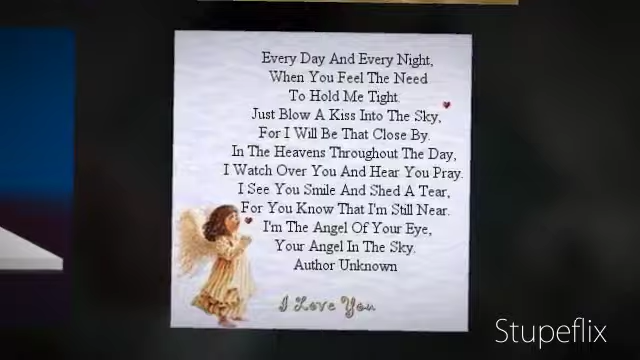 Every Day And Every Night,
When You Feel The Need
To Hold Me Tight.
Just Blow A Kiss Into The Sky,
For I Will Be That Close By.
In The Heavens Throughout The Day,
I Watch Over You And Hear You Pray.
I See You Smile And Shed A Tear,
For You Know That I'm Still Near.
I'm The Angel Of Your Eye,
Your Angel In The Sky.
Author Unknown
I Love You
Stupeflix